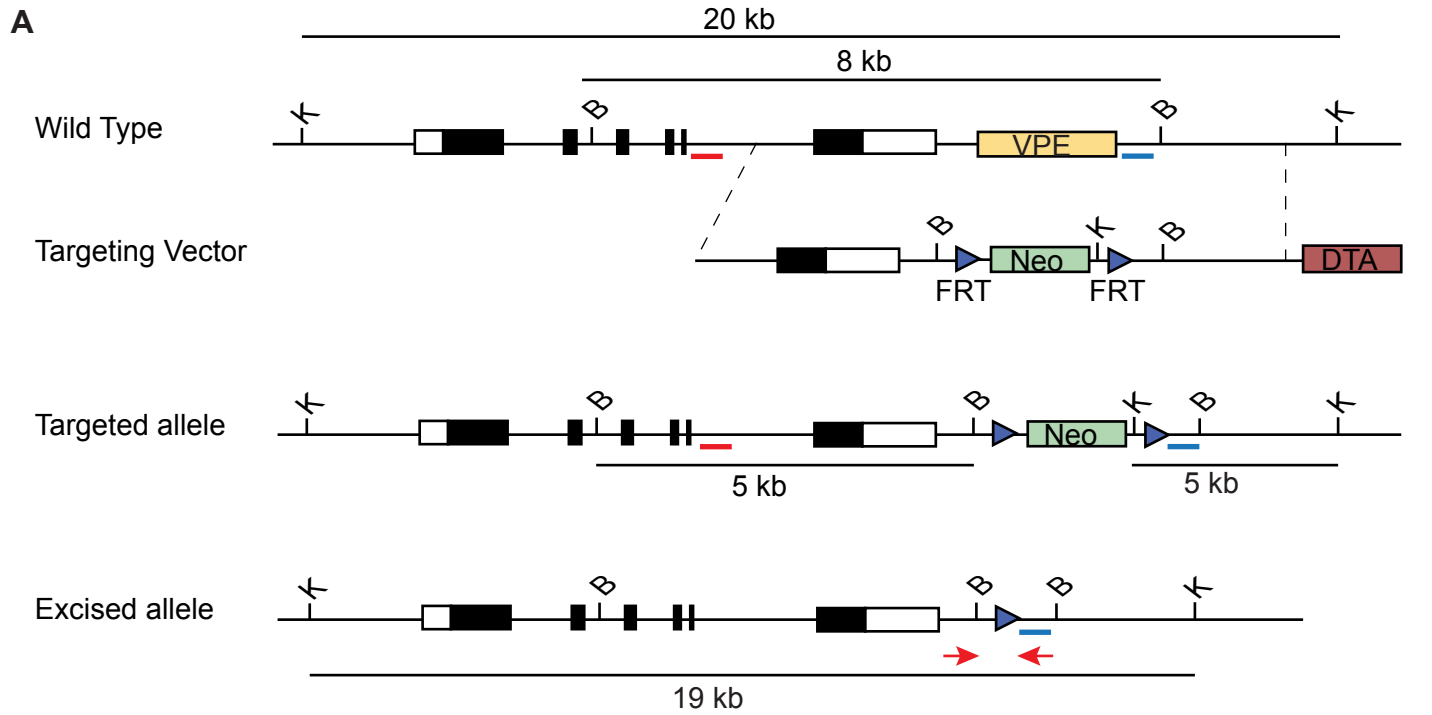 A
20 kb
8 kb
Wild Type
K
B
B
K
VPE
Targeting Vector
B
K
B
Neo
DTA
FRT
FRT
Targeted allele
K
B
B
K
B
K
Neo
5 kb
5 kb
Excised allele
K
B
B
B
K
19 kb